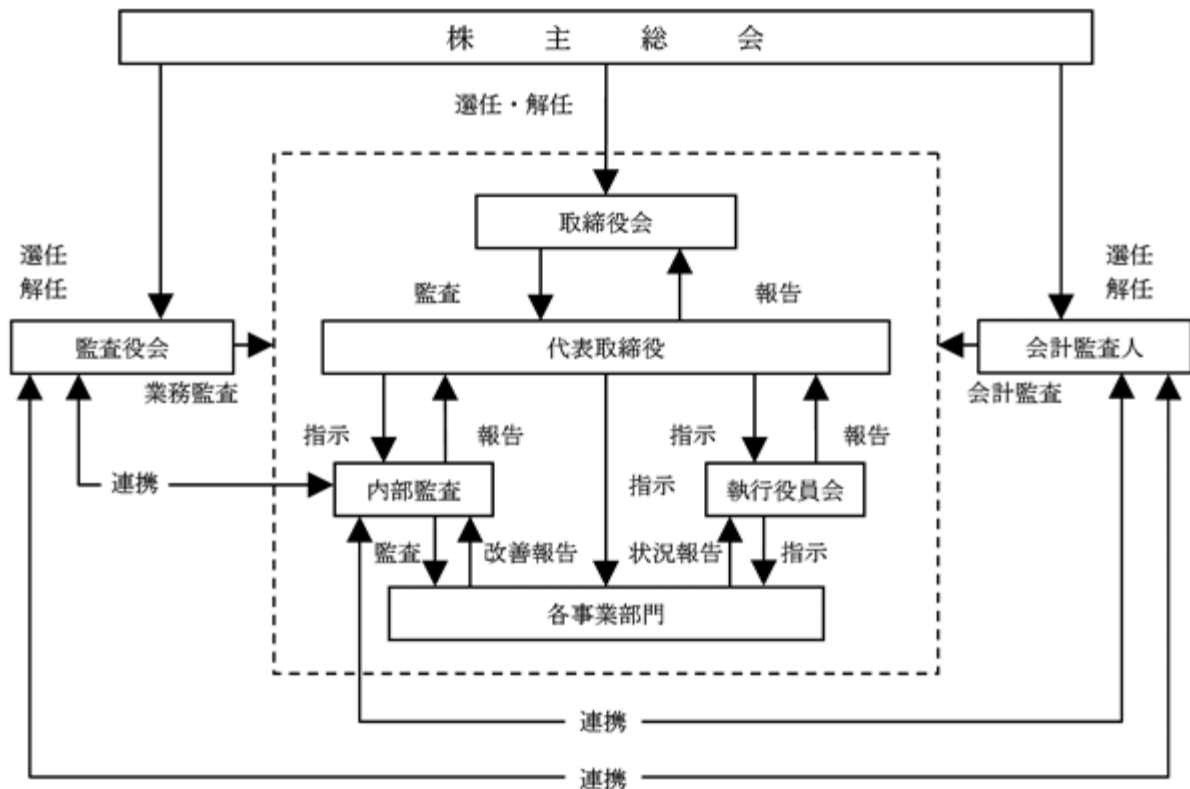 株主総会
選任・解任
取締役会
選任
解任
選任
解任
監査
報告
監査役会
代表取締役
会計監査人
業務監査
会計監査
指示
報告
指示
報告
連携
内部監査
指示
執行役員会
監査
改善報告
状況報告
指示
各事業部門
連携
連携